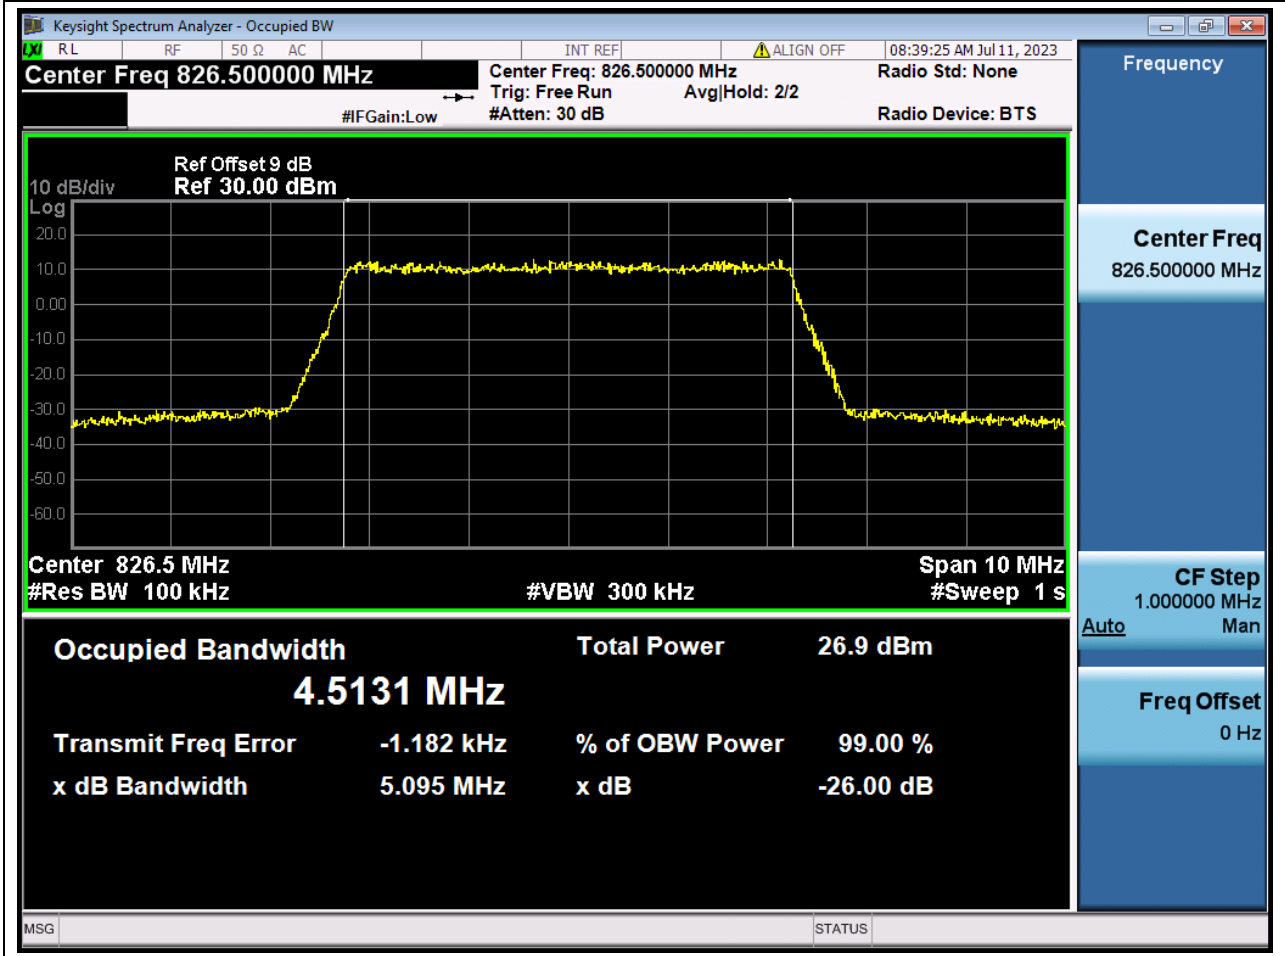 Keysight Spectrum Analyzer - Occupied BW
LXI RL RF 50 Ω AC INT REF ALIGN OFF 08:39:25 AM Jul 11, 2023
Center Freq 826.500000 MHz
Center Freq: 826.500000 MHz
Radio Std: None
Trig: Free Run Avg|Hold: 2/2
#IFGain:Low #Atten: 30 dB Radio Device: BTS
Ref Offset 9 dB
10 dB/div Ref 30.00 dBm
Log
20.0
10.0
0.00
-10.0
-20.0
-30.0
-40.0
-50.0
-60.0
Center 826.5 MHz Span 10 MHz
#Res BW 100 kHz #VBW 300 kHz #Sweep 1 s
Occupied Bandwidth Total Power 26.9 dBm
4.5131 MHz
Transmit Freq Error -1.182 kHz % of OBW Power 99.00 %
x dB Bandwidth 5.095 MHz x dB -26.00 dB
MSG STATUS
Frequency
Center Freq
826.500000 MHz
CF Step
1.000000 MHz
Auto Man
Freq Offset
0 Hz